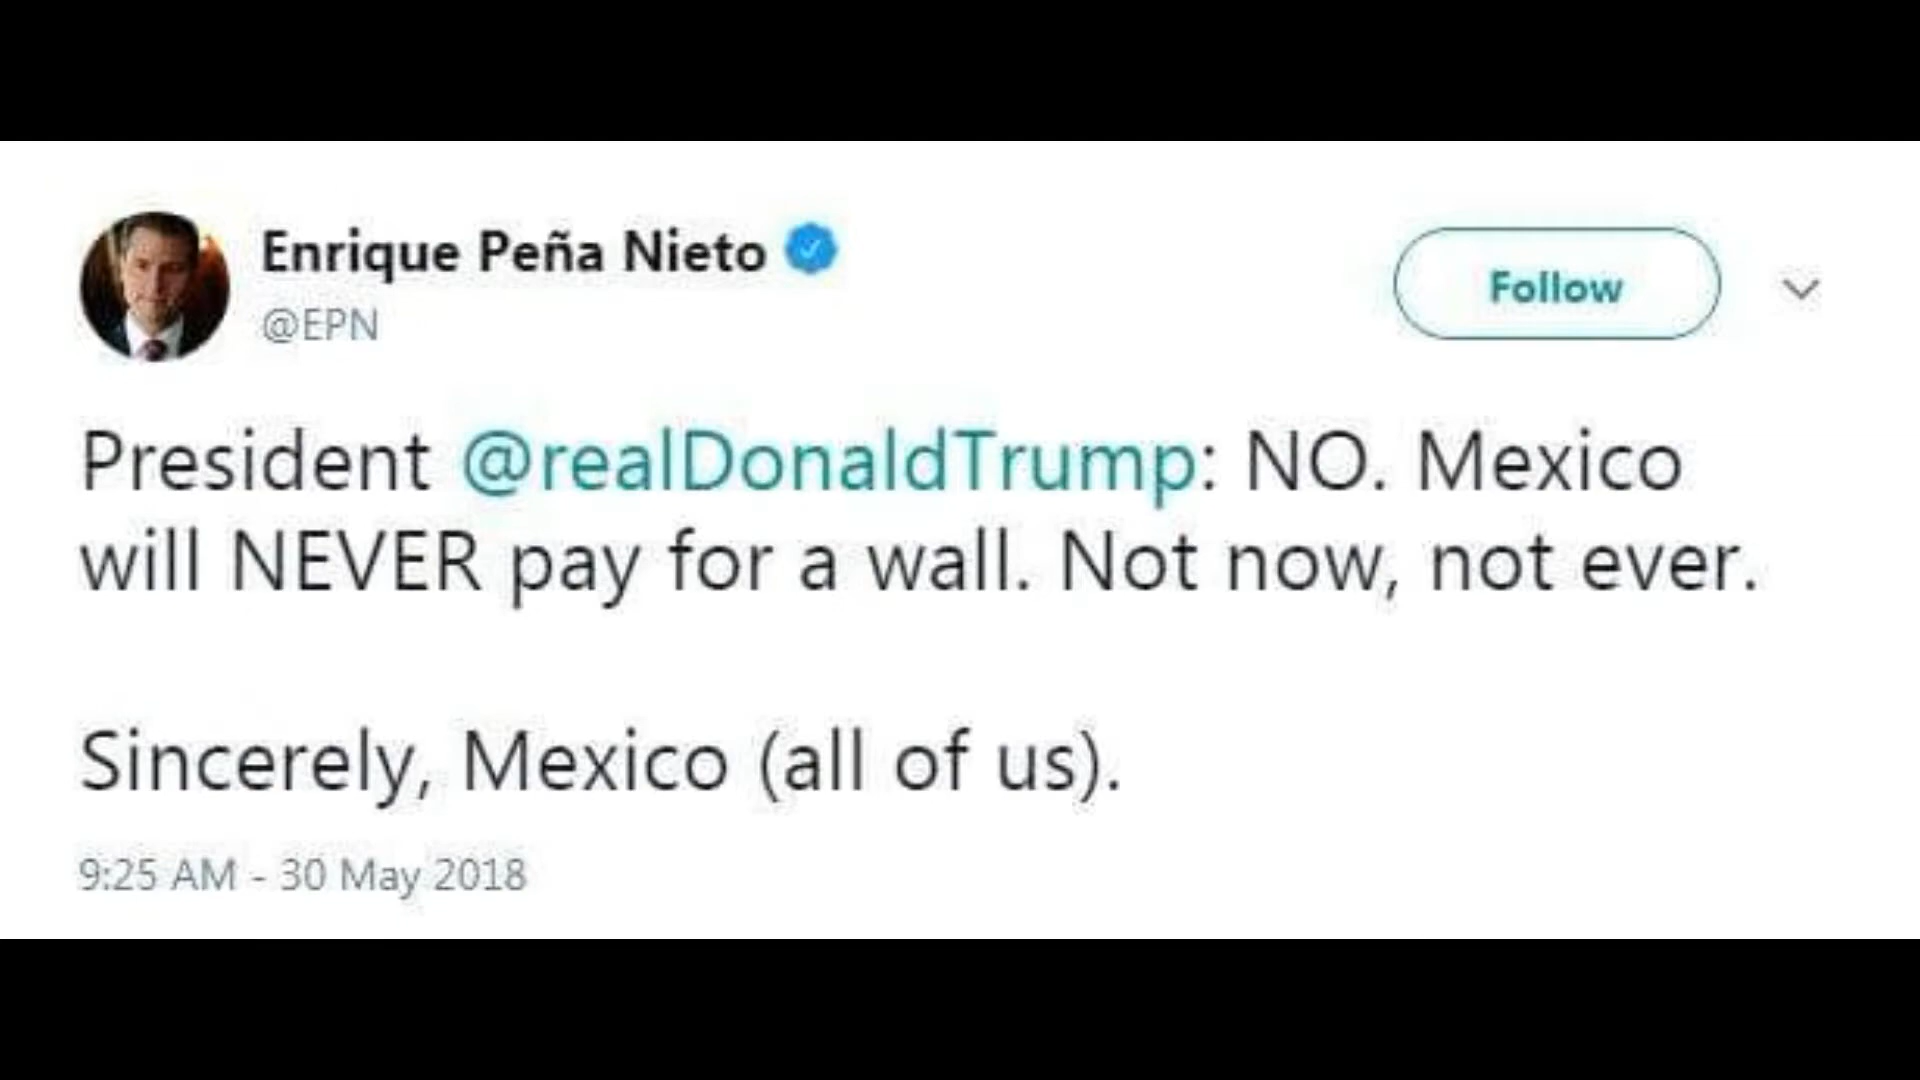 Enrique Peña Nieto
@EPN
Follow
President @realDonaldTrump: NO. Mexico
will NEVER pay for a wall. Not now, not ever.
Sincerely, Mexico (all of us).
9:25 AM - 30 May 2018